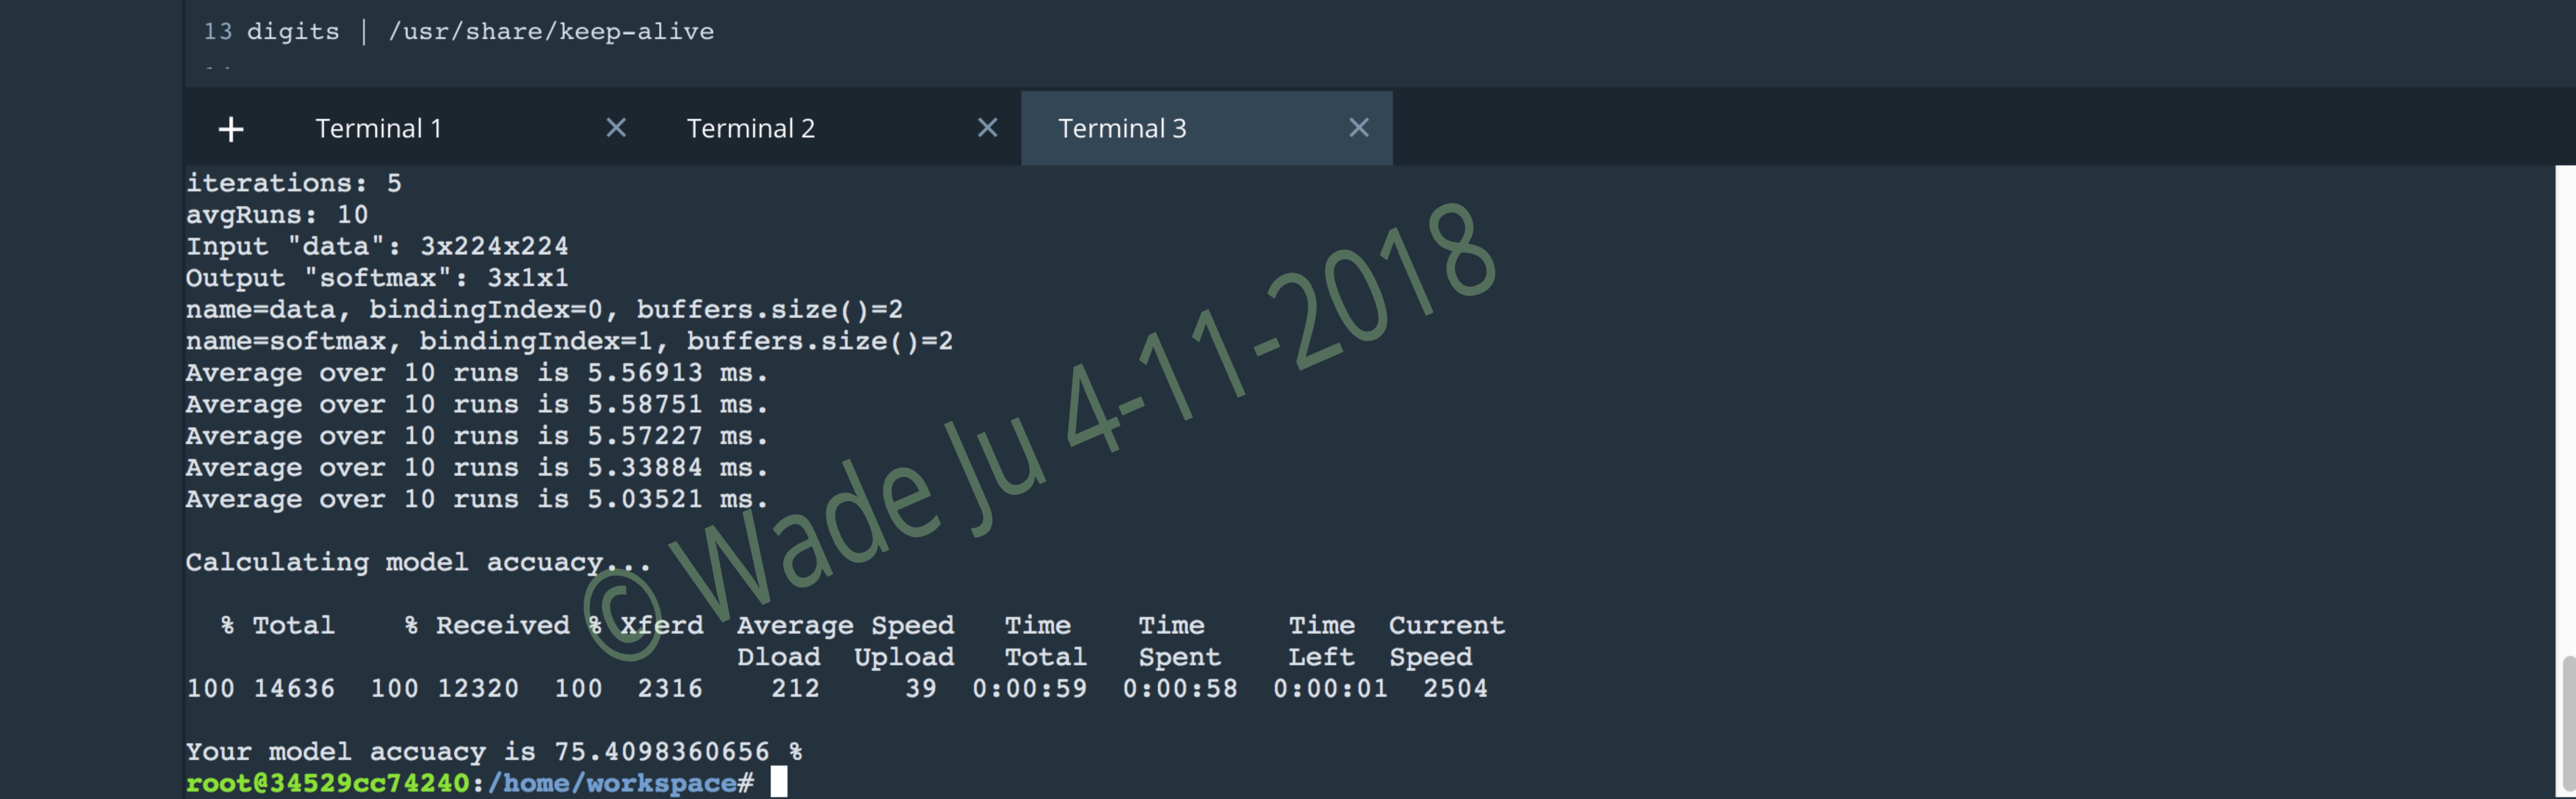 13 digits | /usr/share/keep-alive
+ Terminal 1 × Terminal 2 × Terminal 3 ×
iterations: 5
avgRuns: 10
Input "data": 3x224x224
Output "softmax": 3x1x1
name=data, bindingIndex=0, buffers.size()=2
name=softmax, bindingIndex=1, buffers.size()=2
Average over 10 runs is 5.56913 ms.
Average over 10 runs is 5.58751 ms.
Average over 10 runs is 5.57227 ms.
Average over 10 runs is 5.33884 ms.
Average over 10 runs is 5.03521 ms.
© Wade Ju 4-11-2018
Calculating model accuacy...
% Total % Received % Xferd Average Speed Time Time Time Current
Dload Upload Total Spent Left Speed
100 14636 100 12320 100 2316 212 39 0:00:59 0:00:58 0:00:01 2504
Your model accuacy is 75.4098360656 %
root@34529cc74240:/home/workspace#